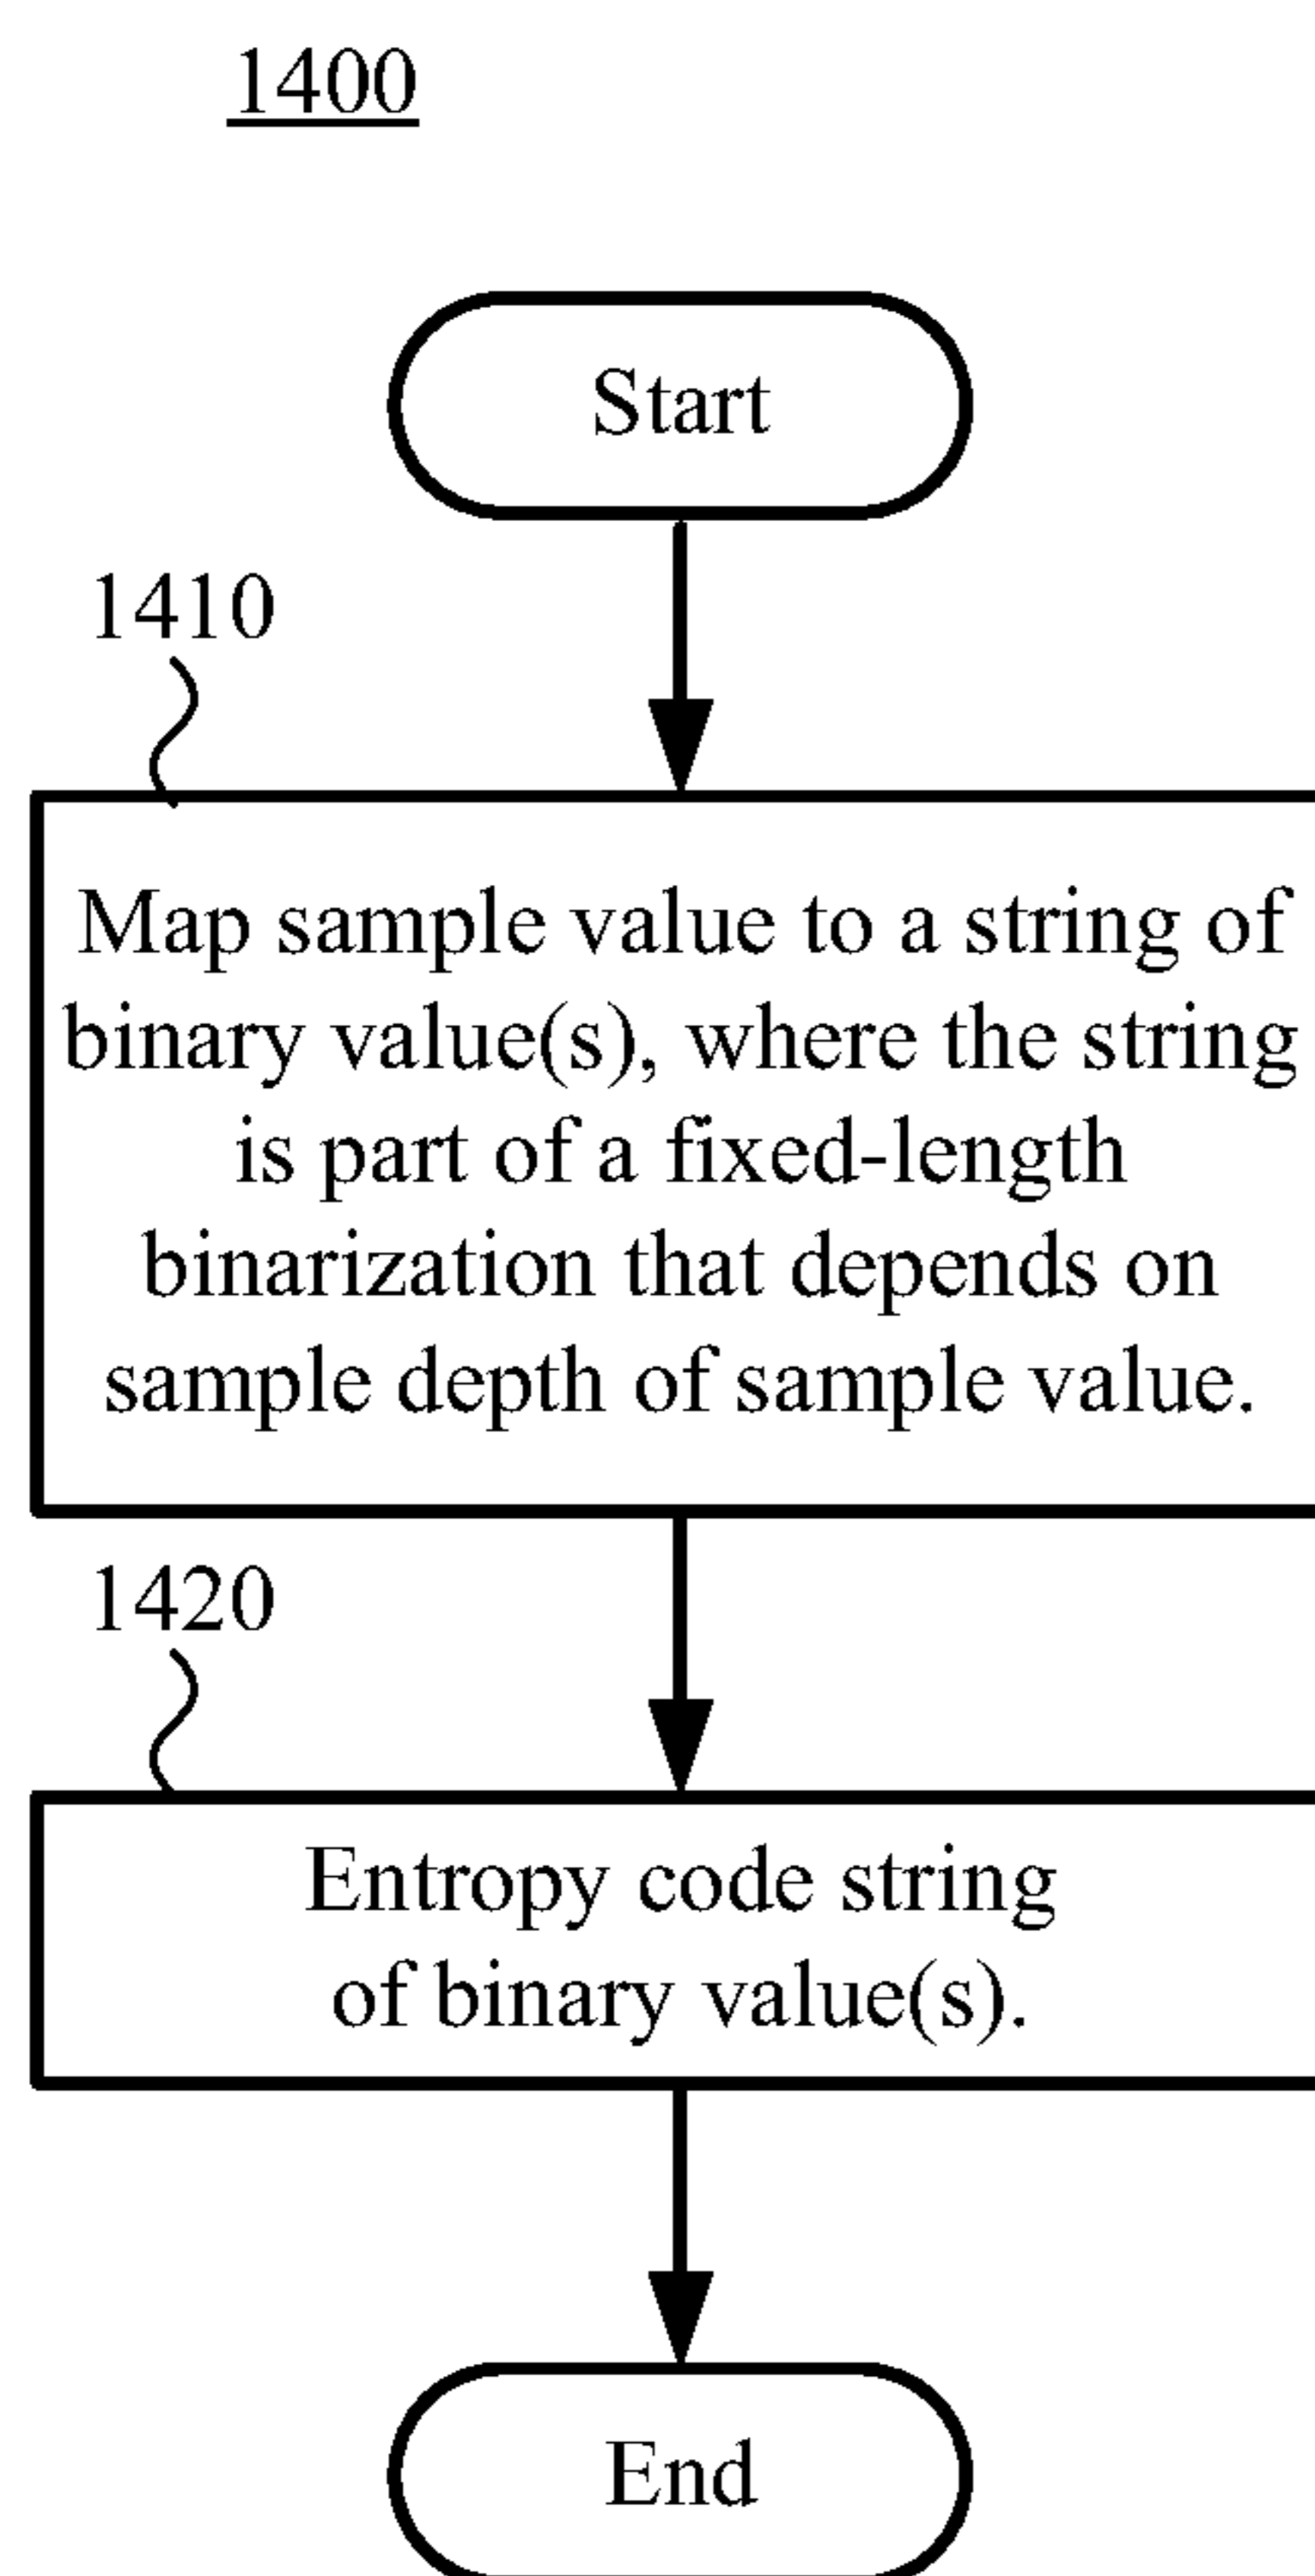 1400
Start
1410
Map sample value to a string of
binary value(s), where the string
is part of a fixed-length
binarization that depends on
sample depth of sample value.
1420
Entropy code string
of binary value(s).
End